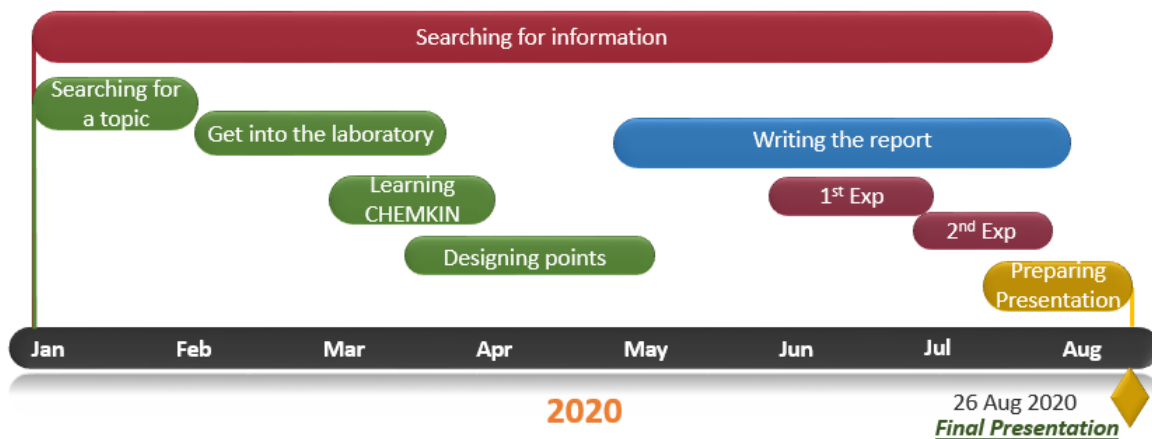 Searching for information
Searching for
a topic
Get into the laboratory
Writing the report
Learning
CHEMKIN
1st Exp
2nd Exp
Designing points
Preparing
Presentation
Jan Feb Mar Apr May Jun Jul Aug
2020
26 Aug 2020
Final Presentation